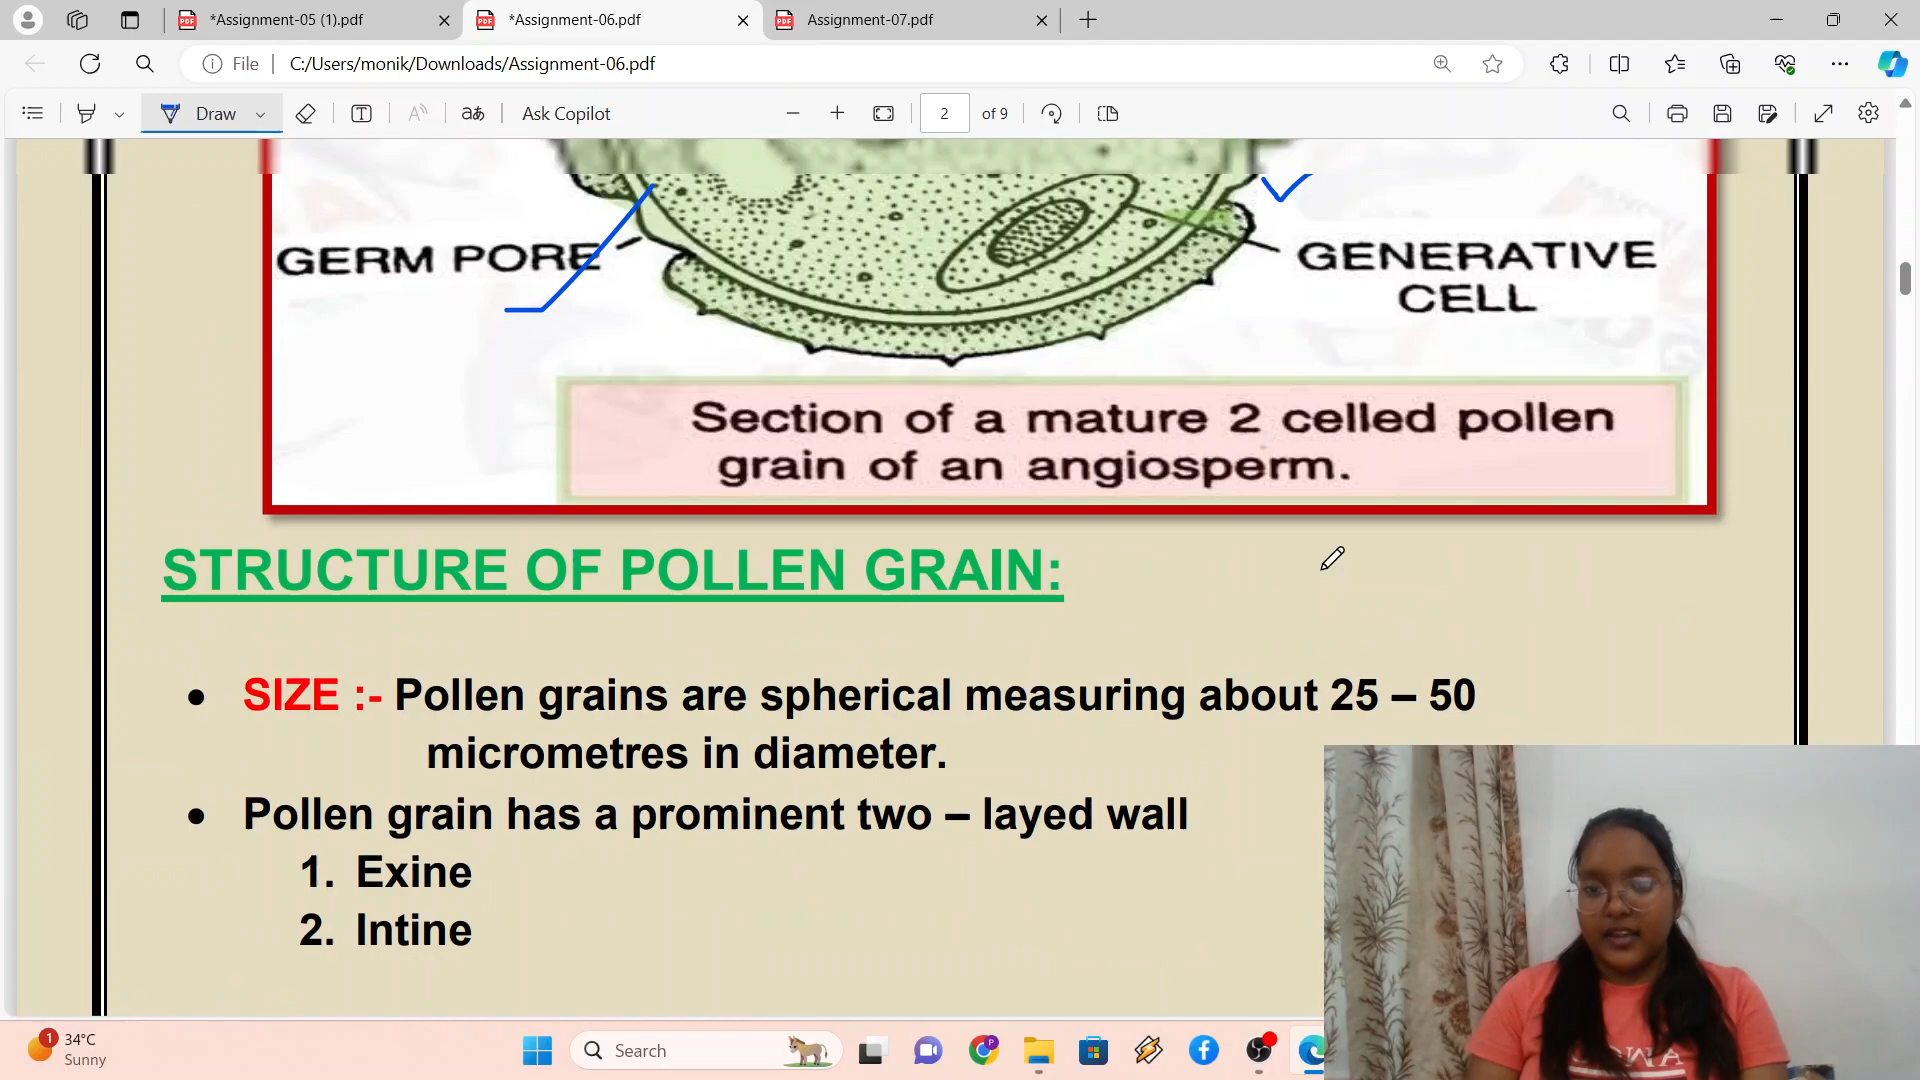 *Assignment-05 (1).pdf
*Assignment-06.pdf
Assignment-07.pdf
File
C:/Users/monik/Downloads/Assignment-06.pdf
Draw
aあ
Ask Copilot
2
of 9
GERM PORE
GENERATIVE
CELL
Section of a mature 2 celled pollen
grain of an angiosperm.
STRUCTURE OF POLLEN GRAIN:
• SIZE :- Pollen grains are spherical measuring about 25 – 50
micrometres in diameter.
• Pollen grain has a prominent two – layed wall
1. Exine
2. Intine
1
34°C
Sunny
Search